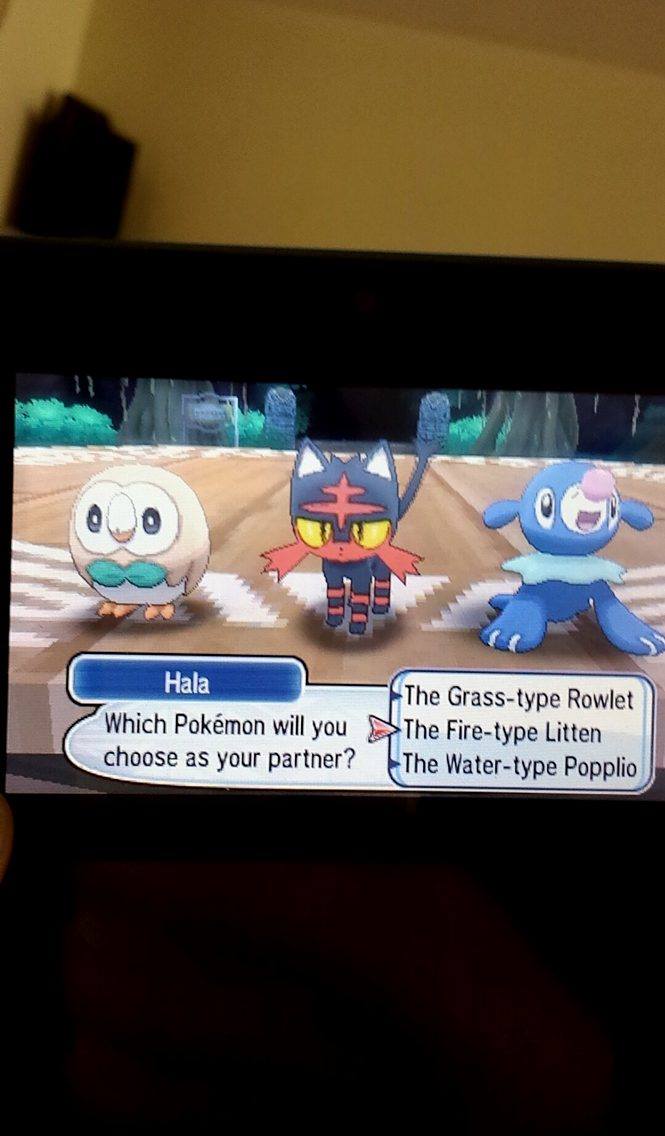 Hala
Which Pokémon will you
choose as your partner?
The Grass-type Rowlet
The Fire-type Litten
The Water-type Popplio